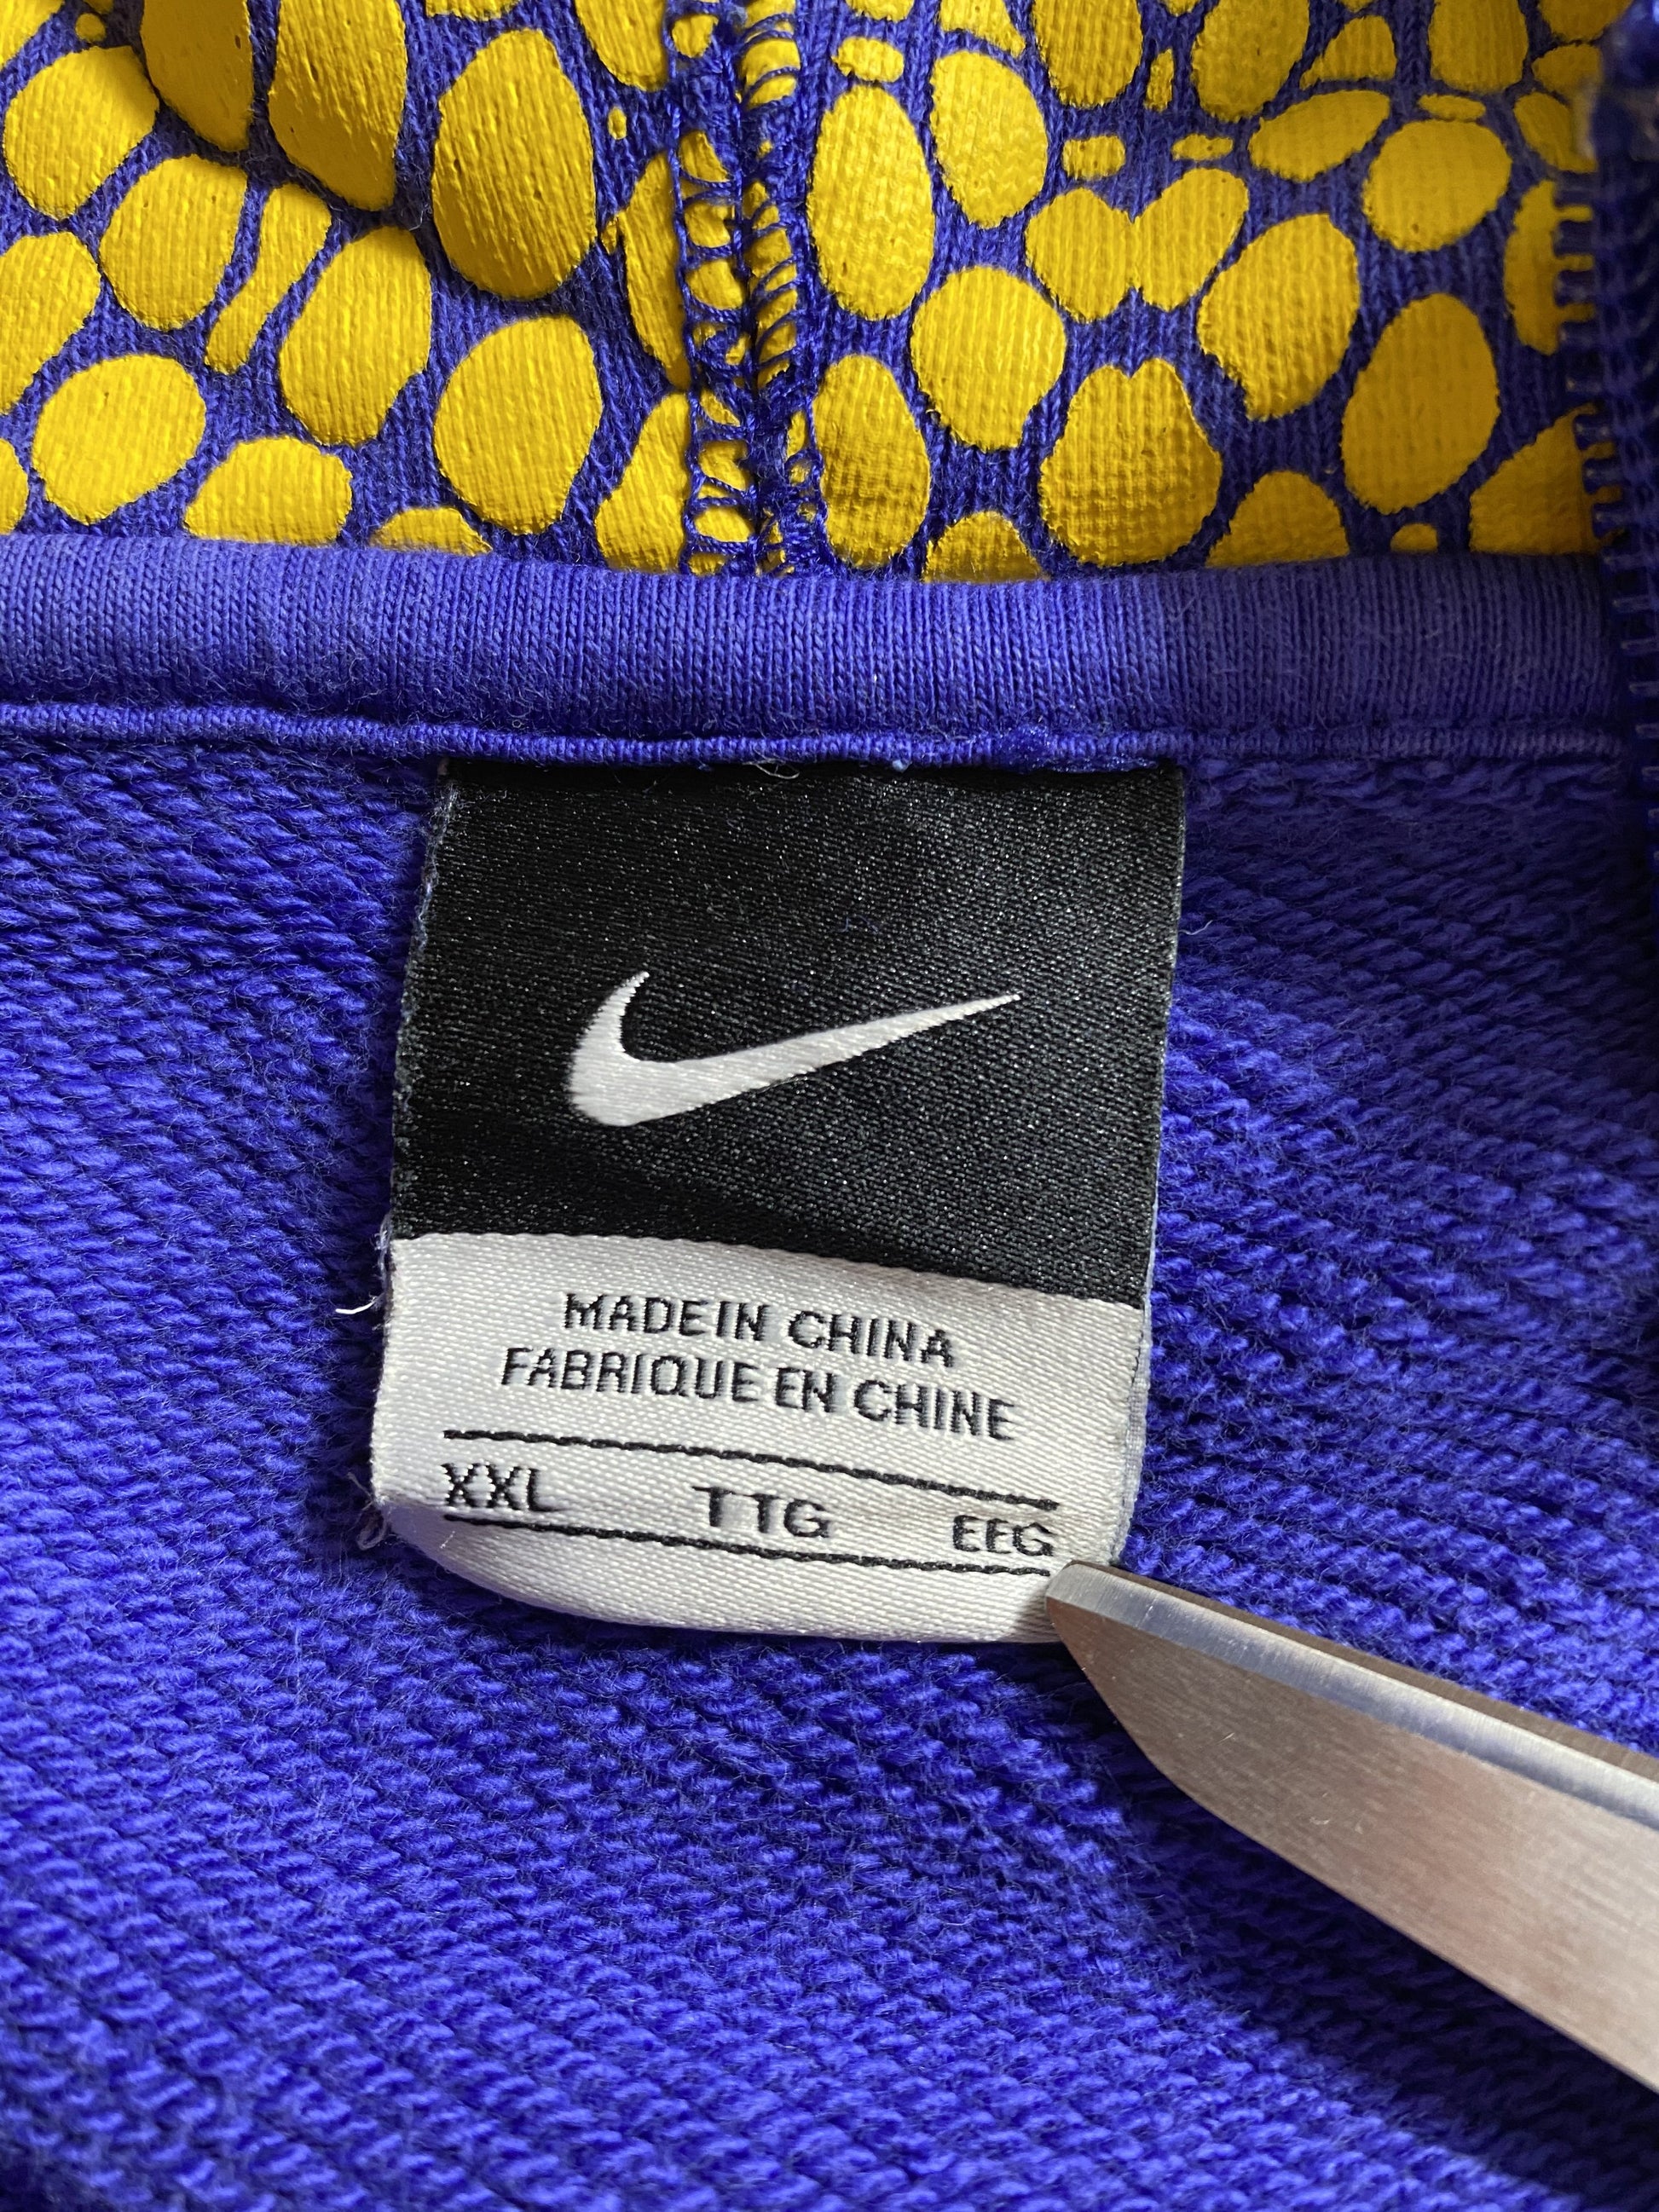 MADE IN CHINA
FABRIQUE EN CHINE
XXL TTG EEG